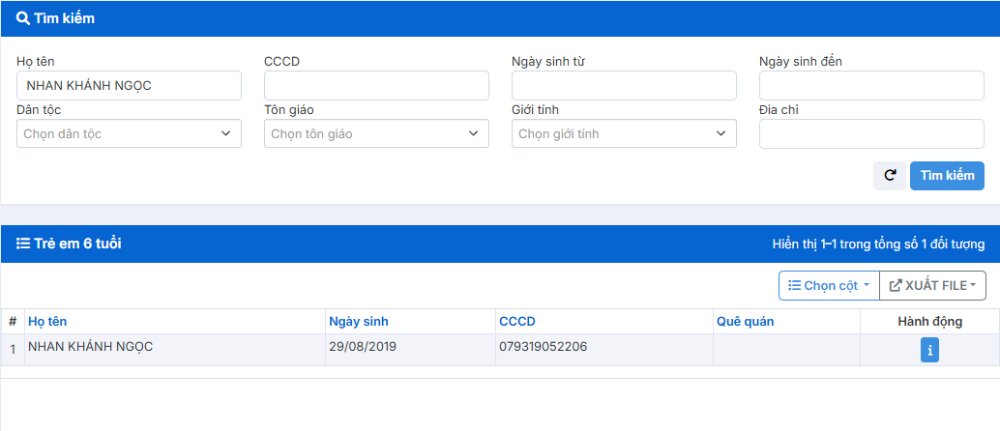 Tìm kiếm
Họ tên CCCD Ngày sinh từ Ngày sinh đến
NHAN KHÁNH NGỌC
Dân tộc Tôn giáo Giới tính Địa chỉ
Chọn dân tộc Chọn tôn giáo Chọn giới tính
Tìm kiếm
Trẻ em 6 tuổi Hiển thị 1–1 trong tổng số 1 đối tượng
Chọn cột XUẤT FILE
# Họ tên Ngày sinh CCCD Quê quán Hành động
1 NHAN KHÁNH NGỌC 29/08/2019 079319052206 i